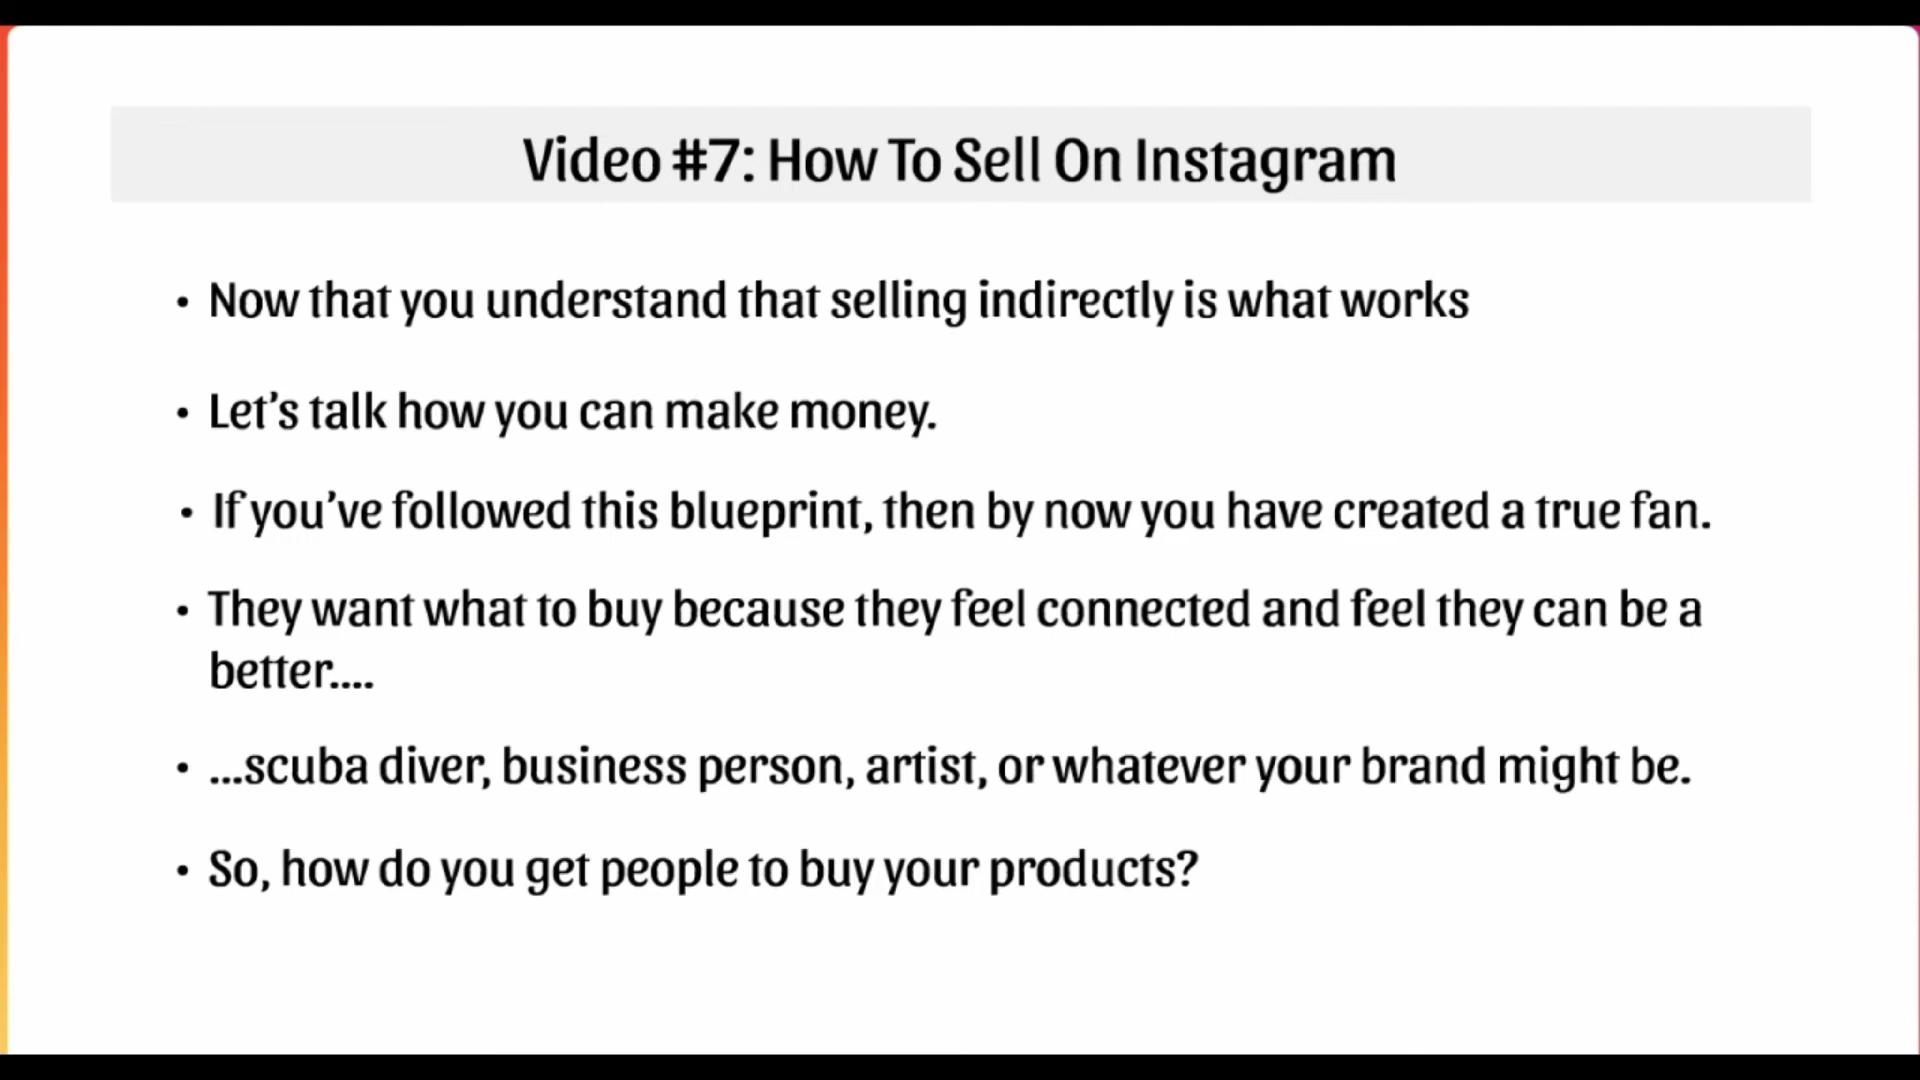 Video #7: How To Sell On Instagram
• Now that you understand that selling indirectly is what works
• Let’s talk how you can make money.
• If you’ve followed this blueprint, then by now you have created a true fan.
• They want what to buy because they feel connected and feel they can be a
better....
• ...scuba diver, business person, artist, or whatever your brand might be.
• So, how do you get people to buy your products?